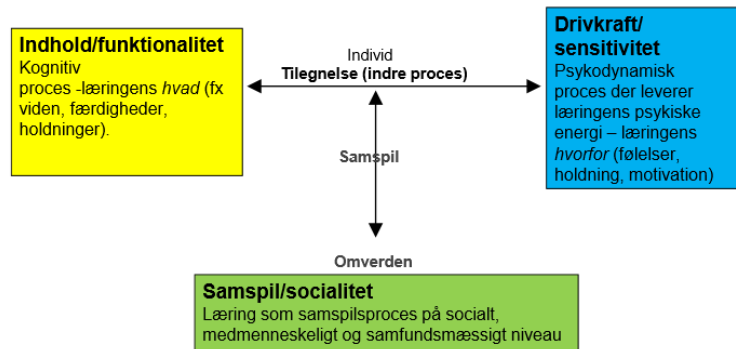 Indhold/funktionalitet
Kognitiv
proces -læringens hvad (fx
viden, færdigheder,
holdninger).
Individ
Tilegnelse (indre proces)
Drivkraft/
sensitivitet
Psykodynamisk
proces der leverer
læringens psykiske
energi – læringens
hvorfor (følelser,
holdning, motivation)
Samspil
Omverden
Samspil/socialitet
Læring som samspilsproces på socialt,
medmenneskeligt og samfundsmæssigt niveau